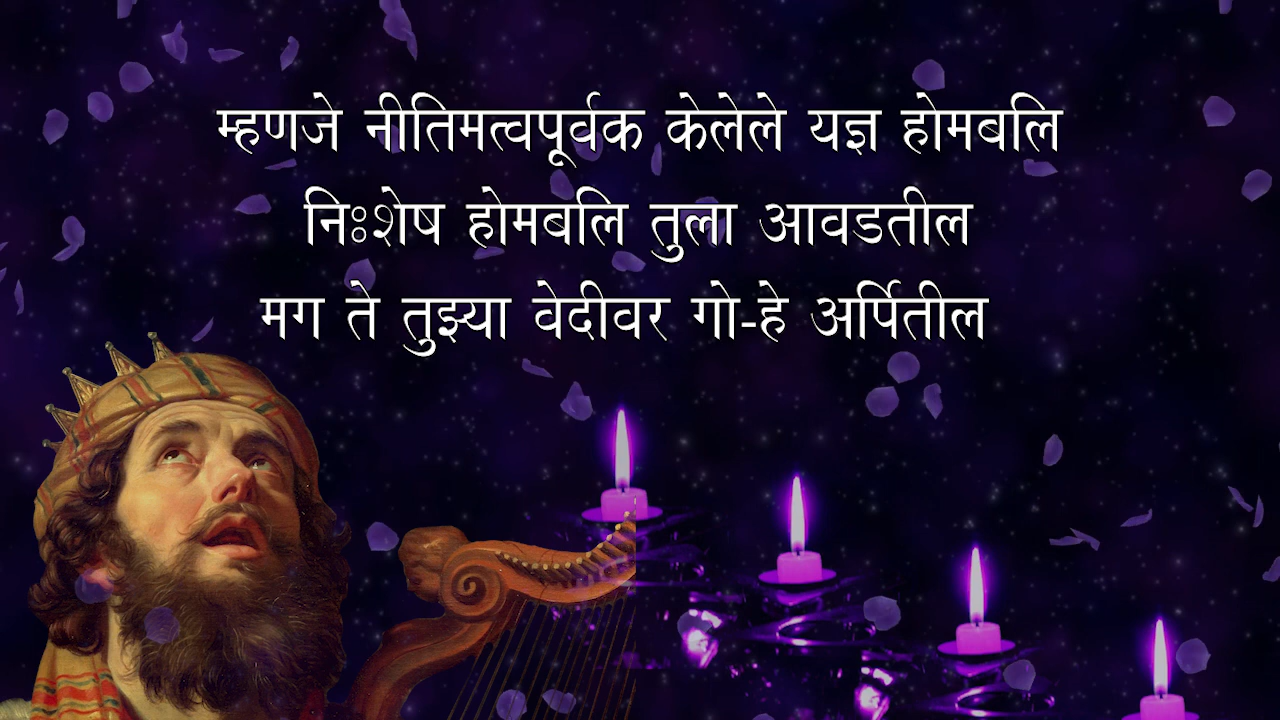 म्हणजे नीतिमत्वपूर्वक केलेले यज्ञ होमबलि
निःशेष होमबलि तुला आवडतील
मग ते तुझ्या वेदीवर गो-हे अर्पितील